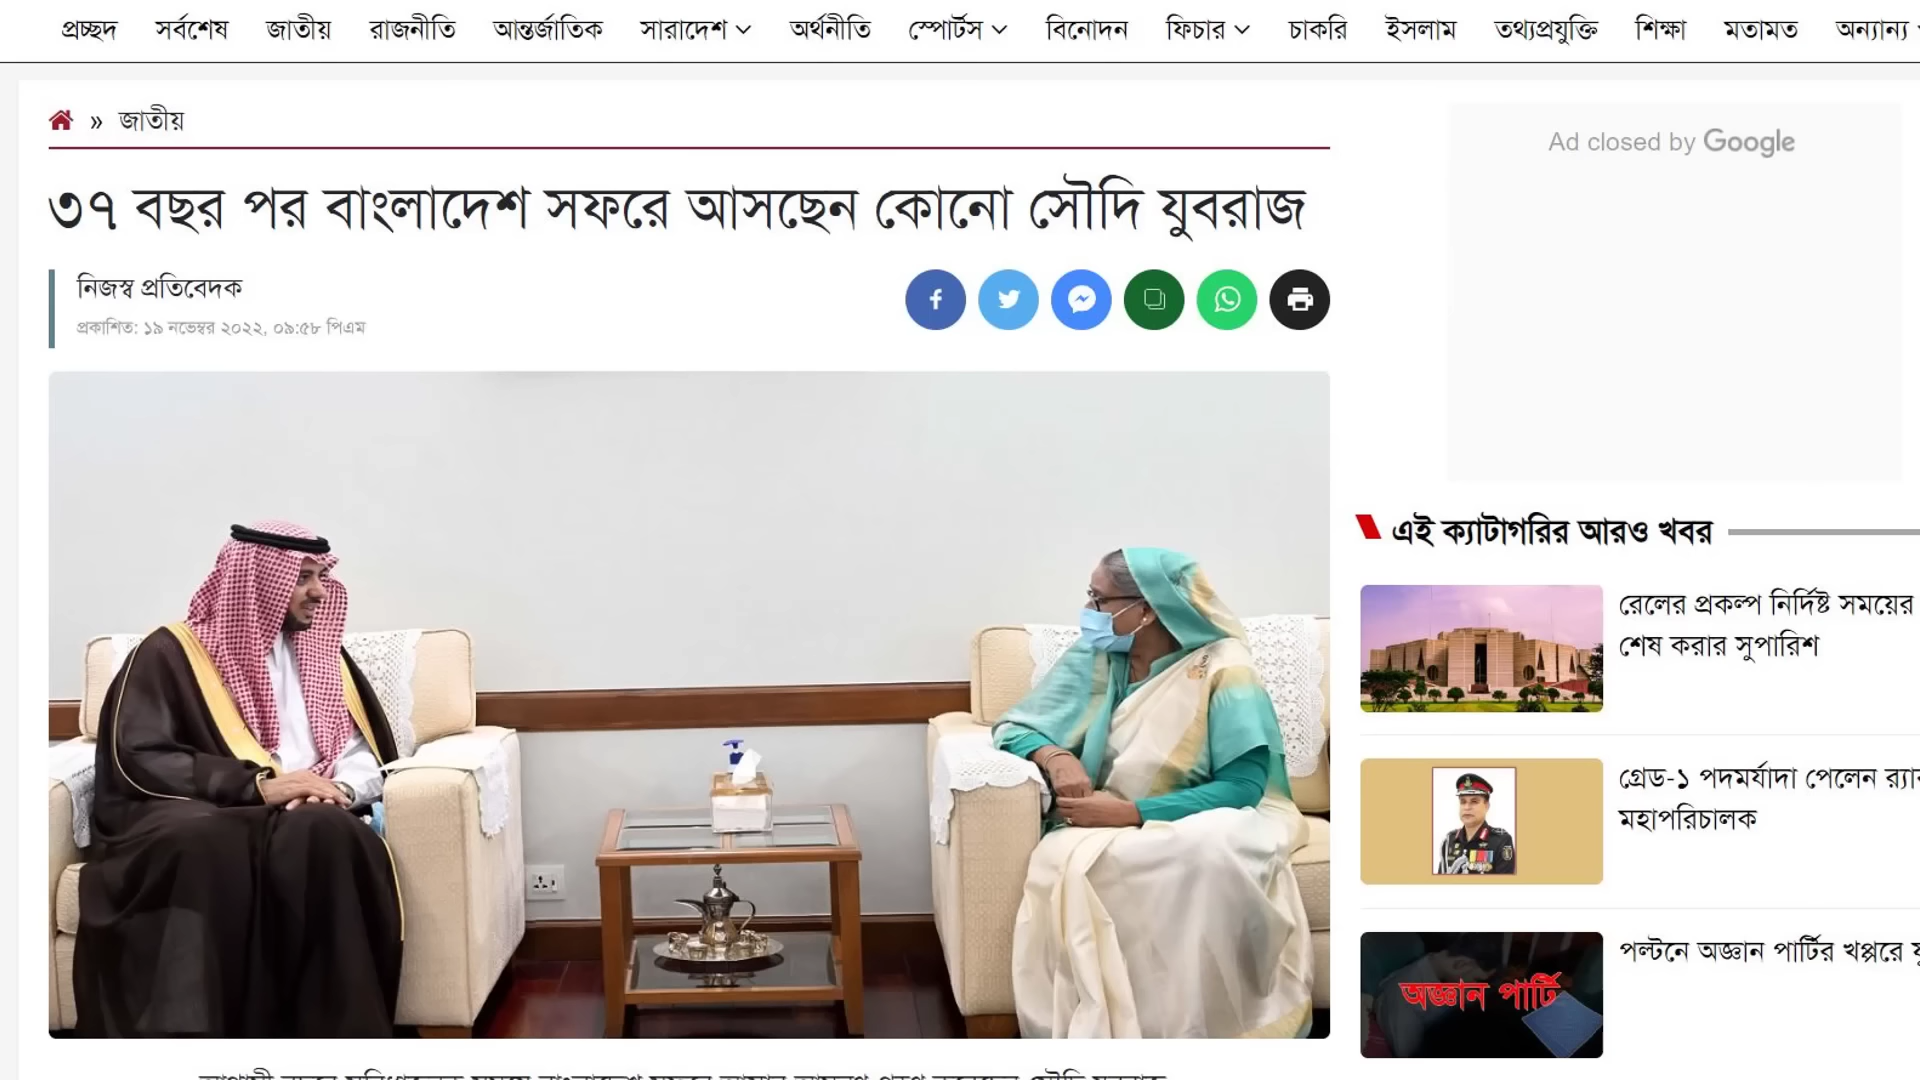 প্রচ্ছদ সর্বশেষ জাতীয় রাজনীতি আন্তর্জাতিক সারাদেশ অর্থনীতি স্পোর্টস বিনোদন ফিচার চাকরি ইসলাম তথ্যপ্রযুক্তি শিক্ষা মতামত অন্যান্য
» জাতীয়
Ad closed by Google
৩৭ বছর পর বাংলাদেশ সফরে আসছেন কোনো সৌদি যুবরাজ
নিজস্ব প্রতিবেদক
প্রকাশিত: ১৯ নভেম্বর ২০২২, ০৯:৫৮ পিএম
এই ক্যাটাগরির আরও খবর
রেলের প্রকল্প নির্দিষ্ট সময়ের
শেষ করার সুপারিশ
গ্রেড-১ পদমর্যাদা পেলেন
মহাপরিচালক
পল্টনে অজ্ঞান পার্টির খপ্পরে
অজ্ঞান পার্টি